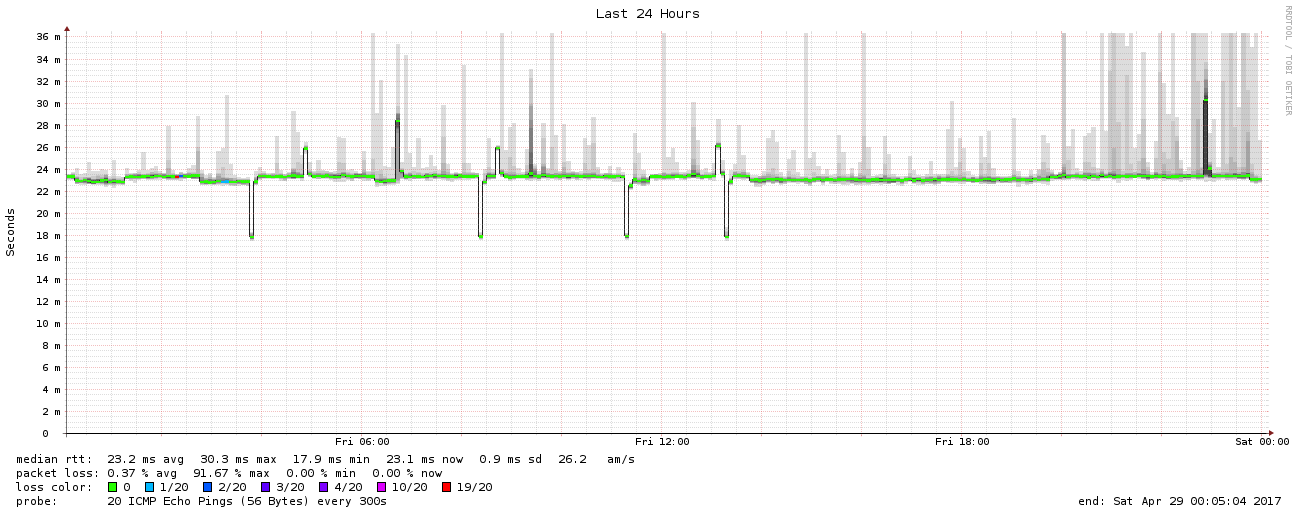 Last 24 Hours
RRDTOOL / TOBI OETIKER
36 m
34 m
32 m
30 m
28 m
26 m
24 m
22 m
20 m
18 m
16 m
14 m
12 m
10 m
8 m
6 m
4 m
2 m
0
Seconds
Fri 06:00 Fri 12:00 Fri 18:00 Sat 00:00
median rtt: 23.2 ms avg 30.3 ms max 17.9 ms min 23.1 ms now 0.9 ms sd 26.2 am/s
packet loss: 0.37 % avg 91.67 % max 0.00 % min 0.00 % now
loss color: 0 1/20 2/20 3/20 4/20 10/20 19/20
probe: 20 ICMP Echo Pings (56 Bytes) every 300s end: Sat Apr 29 00:05:04 2017